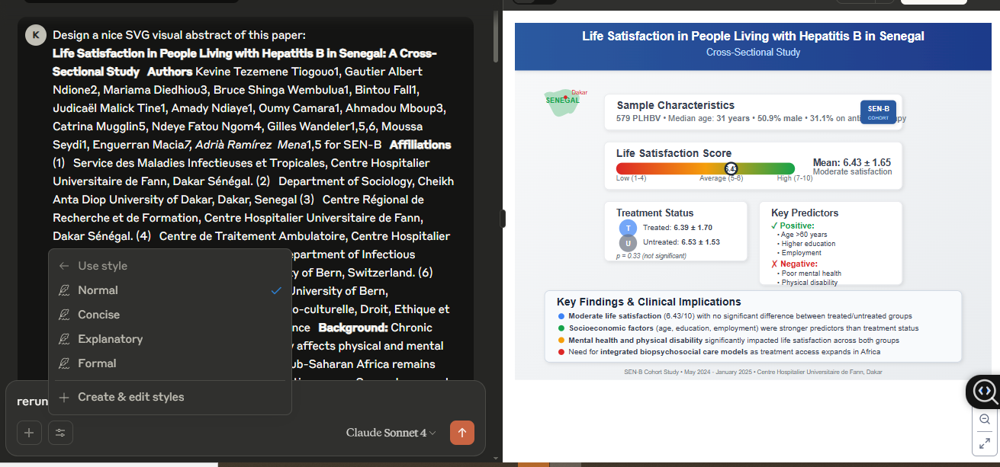 K
Design a nice SVG visual abstract of this paper:
Life Satisfaction in People Living with Hepatitis B in Senegal: A Cross-
Sectional Study Authors Kevine Tezemene Tiogouo1, Gautier Albert
Ndione2, Mariama Diedhiou3, Bruce Shinga Wembulua1, Bintou Fall1,
Judicaël Malick Tine1, Amady Ndiaye1, Oumy Camara1, Ahmadou Mboup3,
Catrina Mugglin5, Ndeye Fatou Ngom4, Gilles Wandeler1,5,6, Moussa
Seydi1, Enguerran Macia7, Adrià Ramírez Mena1,5 for SEN-B Affiliations
(1) Service des Maladies Infectieuses et Tropicales, Centre Hospitalier
Universitaire de Fann, Dakar Sénégal. (2) Department of Sociology, Cheikh
Anta Diop University of Dakar, Dakar, Senegal (3) Centre Régional de
Recherche et de Formation, Centre Hospitalier Universitaire de Fann,
Dakar Sénégal. (4) Centre de Traitement Ambulatoire, Centre Hospitalier
epartment of Infectious
ty of Bern, Switzerland. (6)
University of Bern,
o-culturelle, Droit, Ethique et
nce Background: Chronic
y affects physical and mental
ub-Saharan Africa remains
Use style
Normal
Concise
Explanatory
Formal
Create & edit styles
rerun
Claude Sonnet 4
Life Satisfaction in People Living with Hepatitis B in Senegal
Cross-Sectional Study
Dakar
SENEGAL
Sample Characteristics
579 PLHBV • Median age: 31 years • 50.9% male • 31.1% on anti py
SEN-B
COHORT
Life Satisfaction Score
6.43
Low (1-4) Average (5-6) High (7-10)
Mean: 6.43 ± 1.65
Moderate satisfaction
Treatment Status
T Treated: 6.39 ± 1.70
U Untreated: 6.53 ± 1.53
p = 0.33 (not significant)
Key Predictors
✓ Positive:
• Age >60 years
• Higher education
• Employment
✗ Negative:
• Poor mental health
• Physical disability
Key Findings & Clinical Implications
Moderate life satisfaction (6.43/10) with no significant difference between treated/untreated groups
Socioeconomic factors (age, education, employment) were stronger predictors than treatment status
Mental health and physical disability significantly impacted life satisfaction across both groups
Need for integrated biopsychosocial care models as treatment access expands in Africa
SEN-B Cohort Study • May 2024 - January 2025 • Centre Hospitalier Universitaire de Fann, Dakar